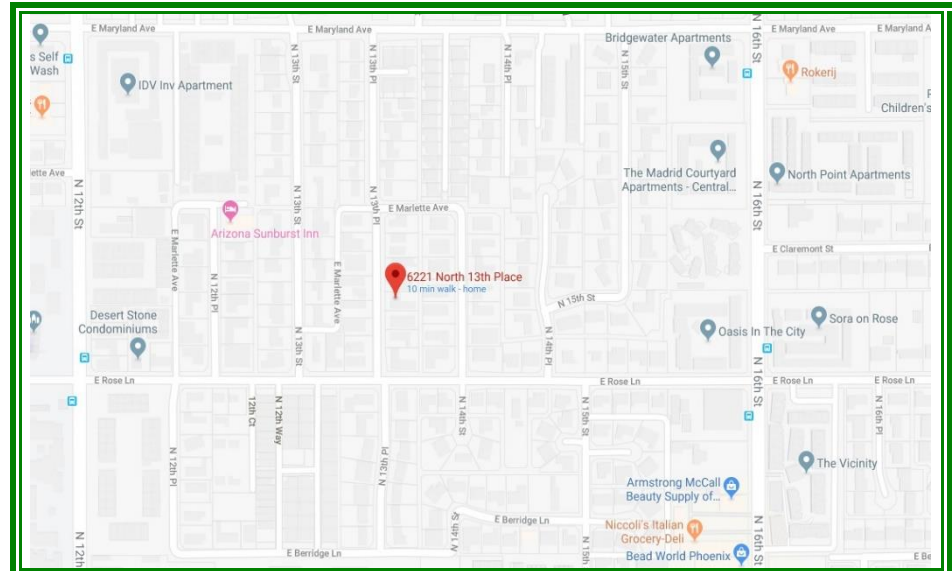 E Maryland Ave
E Maryland Ave
E Maryland Ave
E Maryland A
s Self
Wash
IDV Inv Apartment
N 13th St
N 13th Pl
N 14th Pl
N 15th St
Bridgewater Apartments
N 16th St
Rokerij
Children's
ette Ave
N 12th St
The Madrid Courtyard
Apartments - Central...
North Point Apartments
N 16th St
N 13th St
N 13th Pl
E Marlette Ave
Arizona Sunburst Inn
E Marlette Ave
N 12th Pl
E Marlette Ave
E Claremont St
6221 North 13th Place
10 min walk - home
N 15th St
Desert Stone
Condominiums
N 13th St
N 14th Pl
Oasis In The City
Sora on Rose
E Rose Ln
E Rose Ln
E Rose Ln
E Rose Ln
N 16th St
12th Ct
N 12th Way
N 14th St
N 15th St
N 16th Pl
N 12th Pl
N 13th Pl
The Vicinity
Armstrong McCall
Beauty Supply of...
N 14th St
E Berridge Ln
Niccoli's Italian
Grocery-Deli
N 16th St
N 12th
E Berridge Ln
N 15th
Bead World Phoenix
E Be